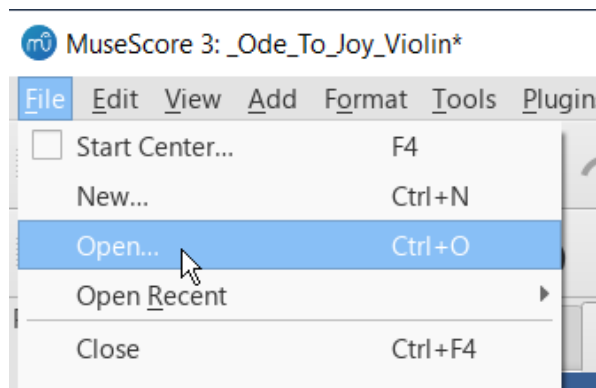 MuseScore 3: _Ode_To_Joy_Violin*
File Edit View Add Format Tools Plugin
Start Center... F4
New... Ctrl+N
Open... Ctrl+O
Open Recent
Close Ctrl+F4